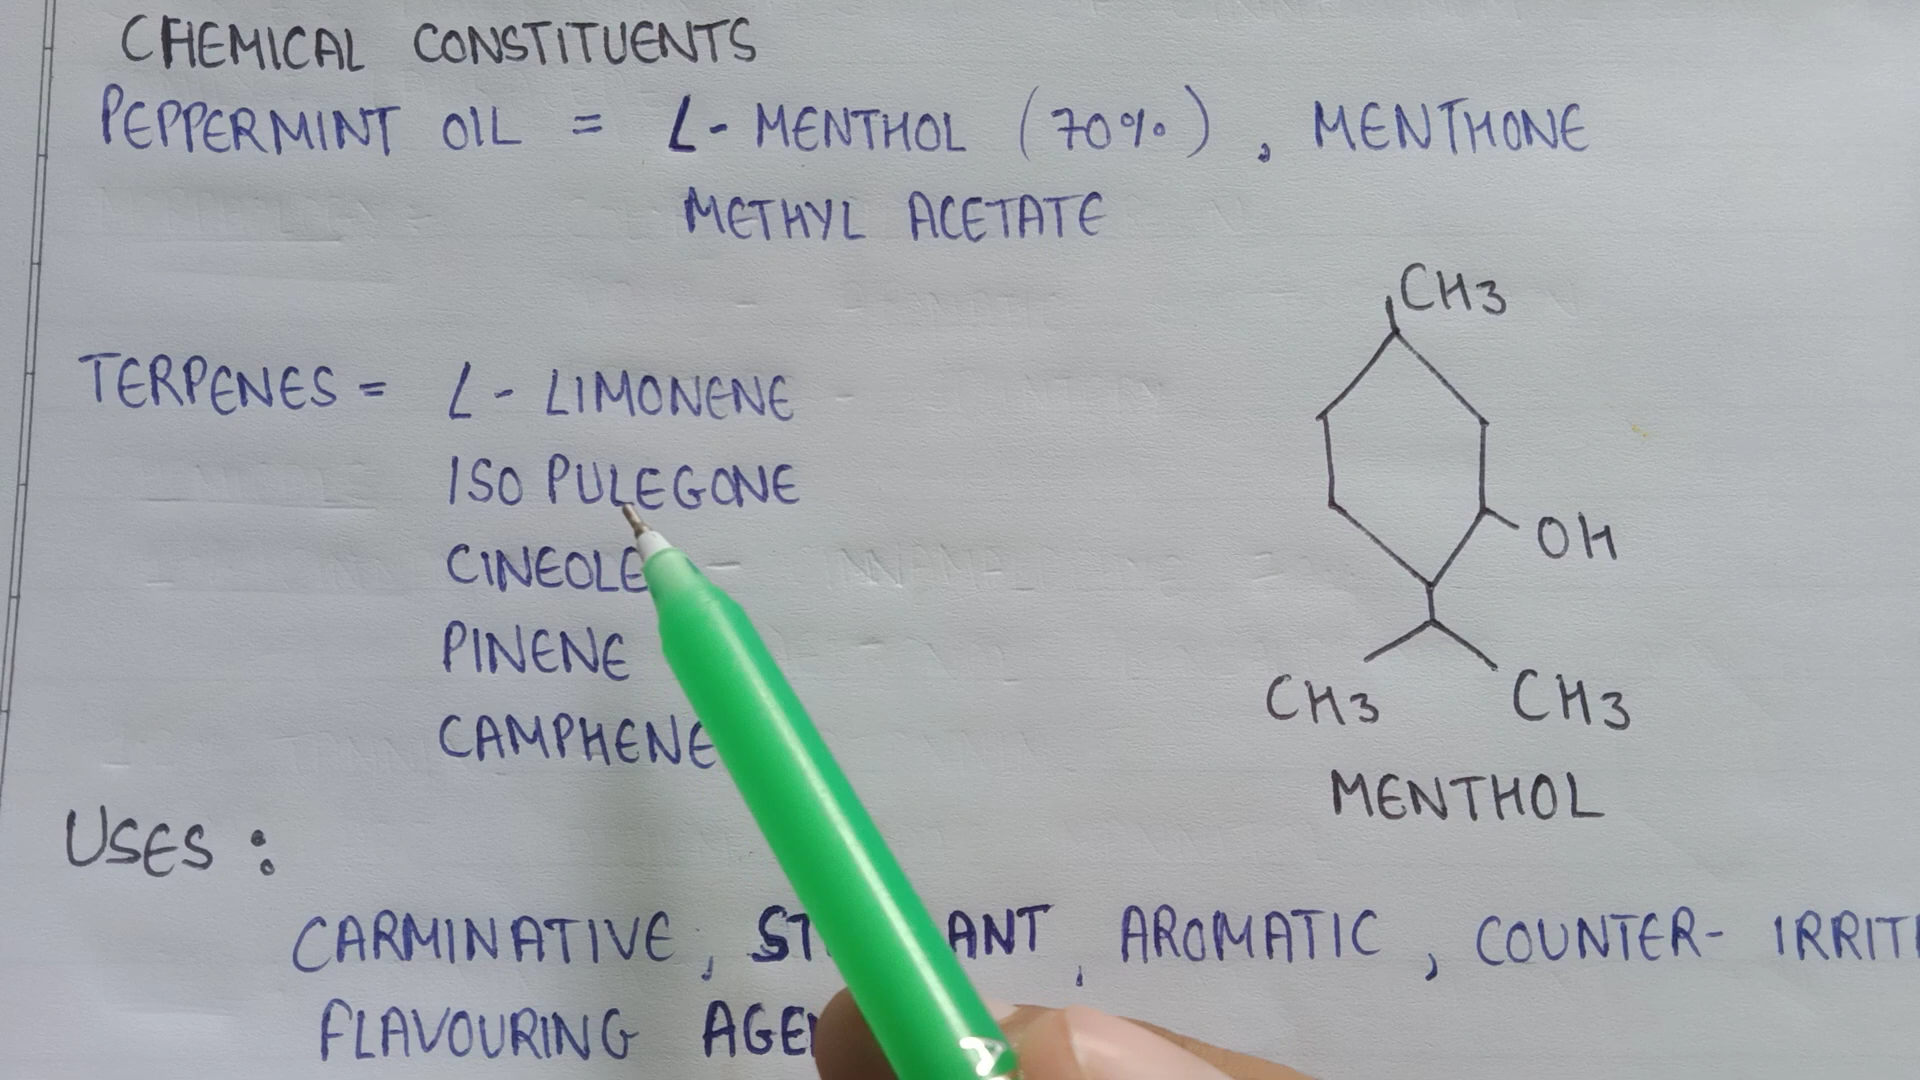 CHEMICAL CONSTITUENTS
PEPPERMINT OIL = L- MENTHOL (70%), MENTHONE
METHYL ACETATE
CH3
TERPENES = L - LIMONENE
ISO PULEGONE
OH
CINEOLE
PINENE
CH3 CH3
CAMPHENE
MENTHOL
USES :
CARMINATIVE, AROMATIC, COUNTER-
FLAVOURING